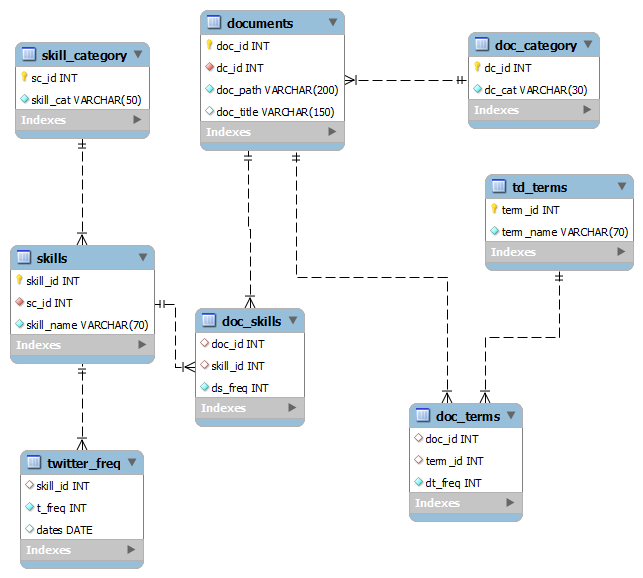 skill_category
sc_id INT
skill_cat VARCHAR(50)
Indexes
documents
doc_id INT
dc_id INT
doc_path VARCHAR(200)
doc_title VARCHAR(150)
Indexes
doc_category
dc_id INT
dc_cat VARCHAR(30)
Indexes
td_terms
term_id INT
term_name VARCHAR(70)
Indexes
skills
skill_id INT
sc_id INT
skill_name VARCHAR(70)
Indexes
doc_skills
doc_id INT
skill_id INT
ds_freq INT
Indexes
doc_terms
doc_id INT
term_id INT
dt_freq INT
Indexes
twitter_freq
skill_id INT
t_freq INT
dates DATE
Indexes